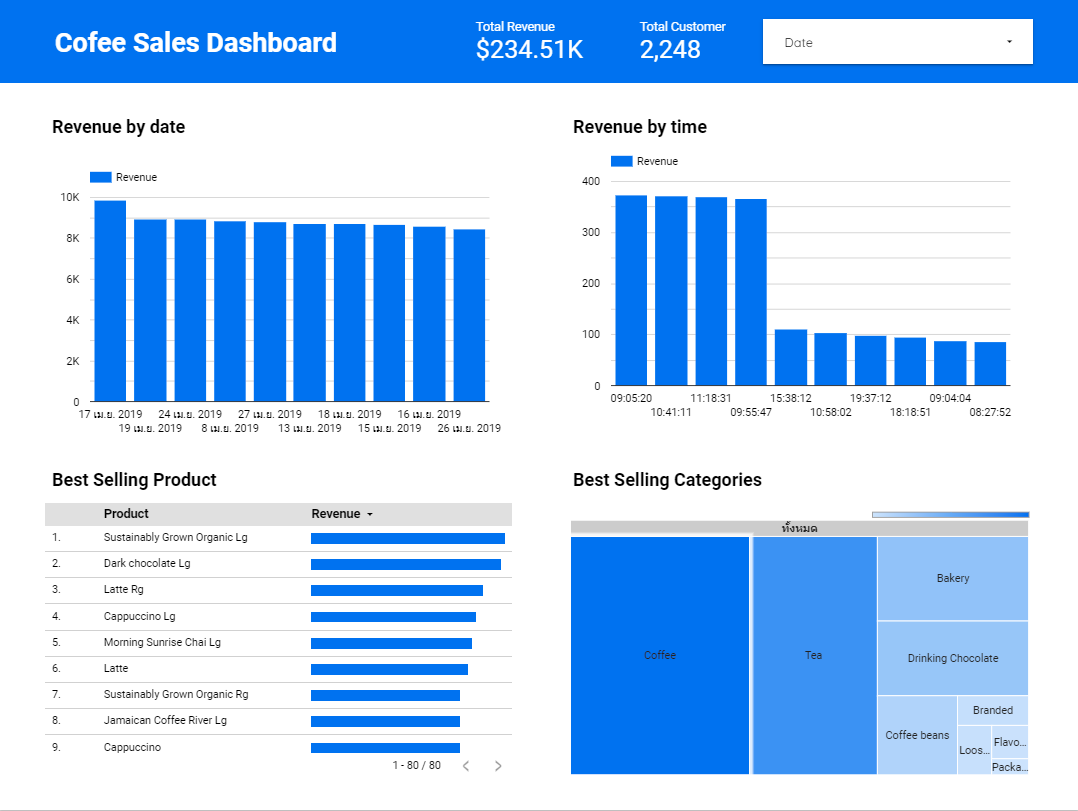 Cofee Sales Dashboard
Total Revenue
$234.51K
Total Customer
2,248
Date
Revenue by date
Revenue
10K
8K
6K
4K
2K
0
17 เม.ย. 2019
24 เม.ย. 2019
27 เม.ย. 2019
18 เม.ย. 2019
16 เม.ย. 2019
19 เม.ย. 2019
8 เม.ย. 2019
13 เม.ย. 2019
15 เม.ย. 2019
26 เม.ย. 2019
Revenue by time
Revenue
400
300
200
100
0
09:05:20
11:18:31
15:38:12
19:37:12
09:04:04
10:41:11
09:55:47
10:58:02
18:18:51
08:27:52
Best Selling Product
Product Revenue
1. Sustainably Grown Organic Lg
2. Dark chocolate Lg
3. Latte Rg
4. Cappuccino Lg
5. Morning Sunrise Chai Lg
6. Latte
7. Sustainably Grown Organic Rg
8. Jamaican Coffee River Lg
9. Cappuccino
1 - 80 / 80
Best Selling Categories
ทั้งหมด
Coffee
Tea
Bakery
Drinking Chocolate
Coffee beans
Branded
Loos...
Flavo...
Packa...